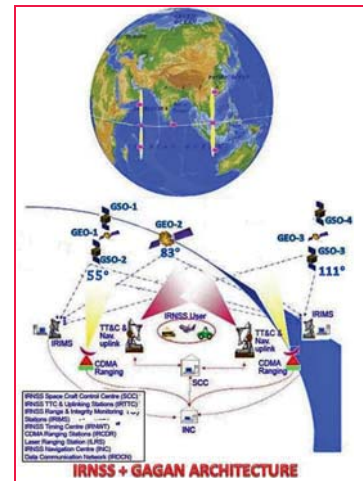 GSO-1
GEO-1
GSO-2
55°
GEO-2
83°
GSO-4
GEO-3
GSO-3
111°
IRIMS
TT&C &
Nav.
uplink
IRNSS User
TT&C &
Nav.
uplink
IRIMS
CDMA
Ranging
SCC
CDMA
Ranging
INC
IRNSS Space Craft Control Centre (SCC)
IRNSS TTC & Uplinking Stations (IRTTC)
IRNSS Range & Integrity Monitoring
Stations (IRIMS)
IRNSS Timing Centre (IRNWT)
CDMA Ranging Stations (IRCDR)
Laser Ranging Station (ILRS)
IRNSS Navigation Centre (INC)
Data Communication Network (IRDCN)
IRNSS + GAGAN ARCHITECTURE